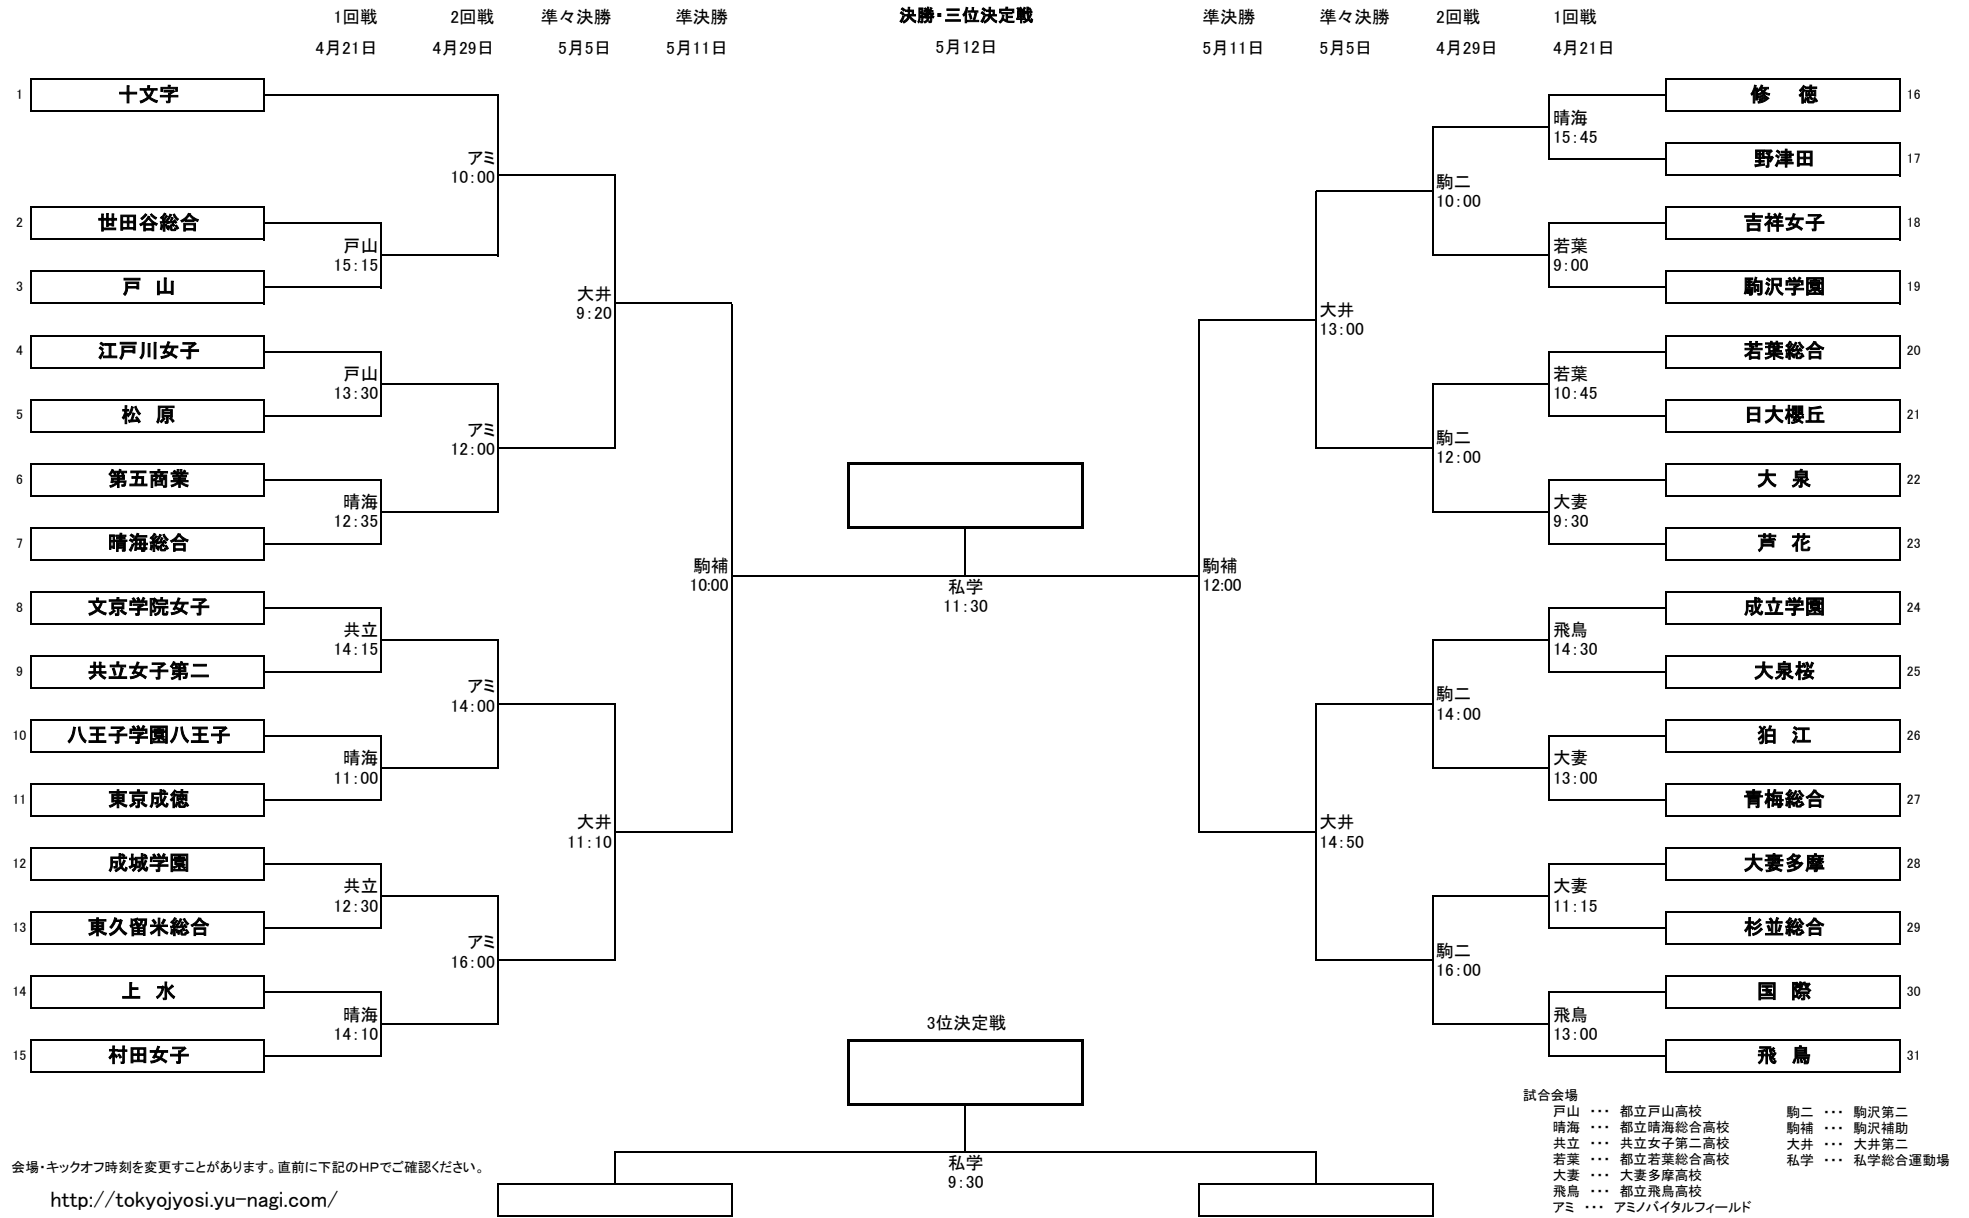 1回戦 2回戦 準々決勝 準決勝 決勝・三位決定戦 準決勝 準々決勝 2回戦 1回戦
4月21日 4月29日 5月5日 5月11日 5月12日 5月11日 5月5日 4月29日 4月21日
1 十文字
アミ
10:00
2 世田谷総合
戸山
15:15
3 戸 山
大井
9:20
4 江戸川女子
戸山
13:30
5 松 原
アミ
12:00
6 第五商業
晴海
12:35
7 晴海総合
駒補
10:00
8 文京学院女子
共立
14:15
9 共立女子第二
アミ
14:00
10 八王子学園八王子
晴海
11:00
11 東京成徳
大井
11:10
12 成城学園
共立
12:30
13 東久留米総合
アミ
16:00
14 上 水
晴海
14:10
15 村田女子
私学
11:30
3位決定戦
私学
9:30
修 徳 16
晴海
15:45
野津田 17
駒二
10:00
吉祥女子 18
若葉
9:00
駒沢学園 19
大井
13:00
若葉総合 20
若葉
10:45
日大櫻丘 21
駒二
12:00
大 泉 22
大妻
9:30
芦 花 23
駒補
12:00
成立学園 24
飛鳥
14:30
大泉桜 25
駒二
14:00
狛 江 26
大妻
13:00
青梅総合 27
大井
14:50
大妻多摩 28
大妻
11:15
杉並総合 29
駒二
16:00
国 際 30
飛鳥
13:00
飛 鳥 31
試合会場
戸山 ・・・ 都立戸山高校 駒二 ・・・ 駒沢第二
晴海 ・・・ 都立晴海総合高校 駒補 ・・・ 駒沢補助
共立 ・・・ 共立女子第二高校 大井 ・・・ 大井第二
若葉 ・・・ 都立若葉総合高校 私学 ・・・ 私学総合運動場
大妻 ・・・ 大妻多摩高校
飛鳥 ・・・ 都立飛鳥高校
アミ ・・・ アミノバイタルフィールド
会場・キックオフ時刻を変更すことがあります。直前に下記のHPでご確認ください。
http://tokyojyosi.yu-nagi.com/